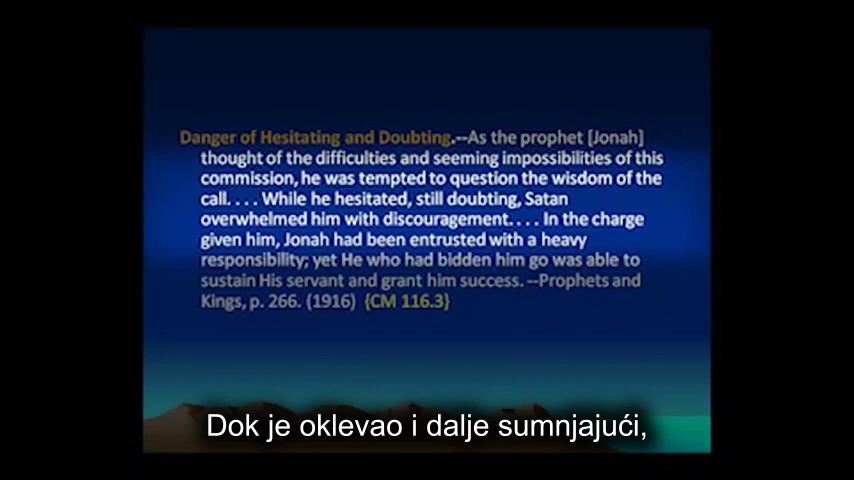 Danger of Hesitating and Doubting.--As the prophet [Jonah]
thought of the difficulties and seeming impossibilities of this
commission, he was tempted to question the wisdom of the
call. . . . While he hesitated, still doubting, Satan
overwhelmed him with discouragement. . . . In the charge
given him, Jonah had been entrusted with a heavy
responsibility; yet He who had bidden him go was able to
sustain His servant and grant him success. --Prophets and
Kings, p. 266. (1916)  {CM 116.3}
Dok je oklevao i dalje sumnjajući,